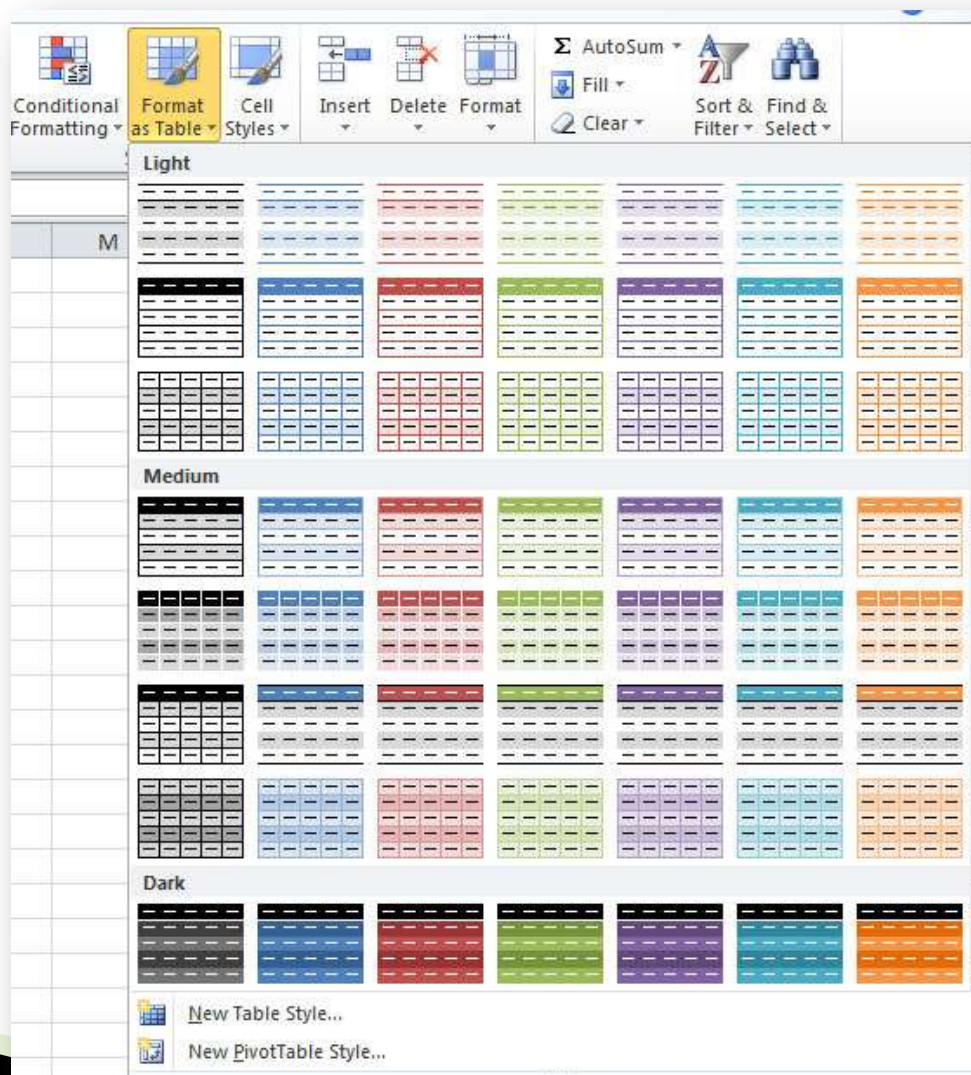 Conditional
Formatting
Format
as Table
Cell
Styles
Insert
Delete
Format
Σ AutoSum
Fill
Clear
Sort &
Filter
Find &
Select
Light
M
Medium
Dark
New Table Style...
New PivotTable Style...